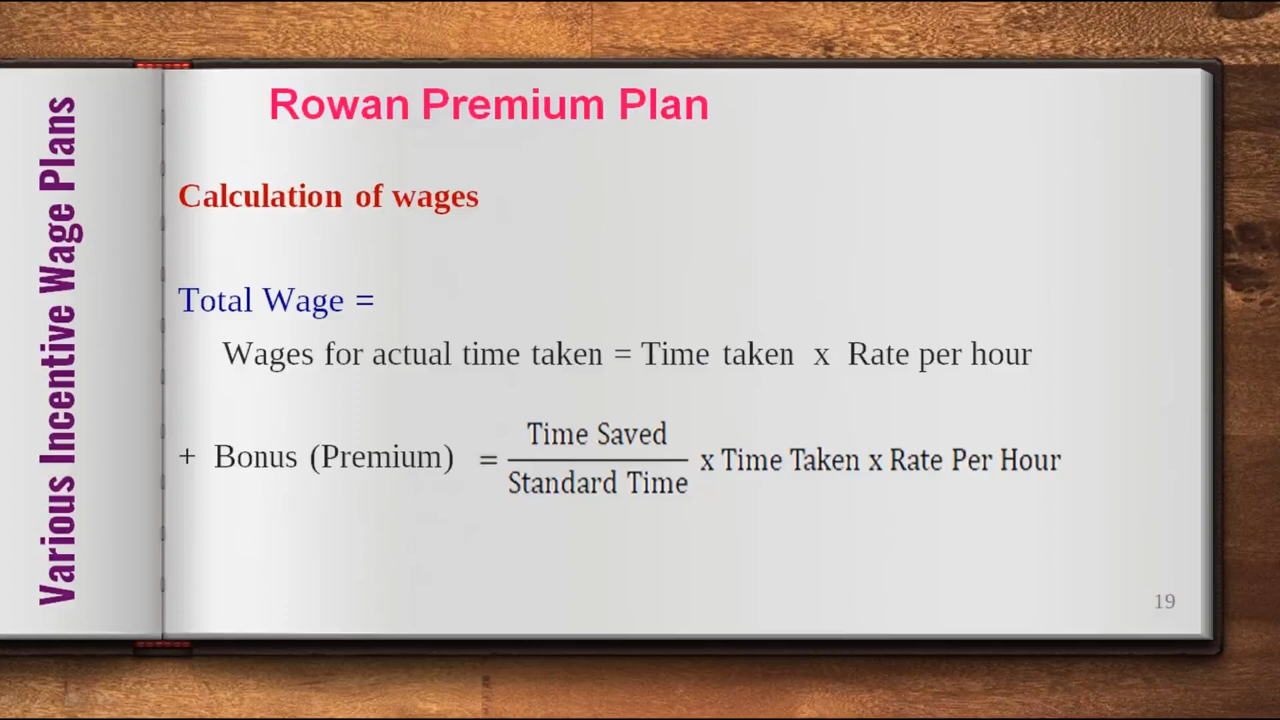 Various Incentive Wage Plans
Rowan Premium Plan
Calculation of wages
Total Wage =
Wages for actual time taken = Time taken x Rate per hour
+ Bonus (Premium) = Time Saved
Standard Time
x Time Taken x Rate Per Hour
19